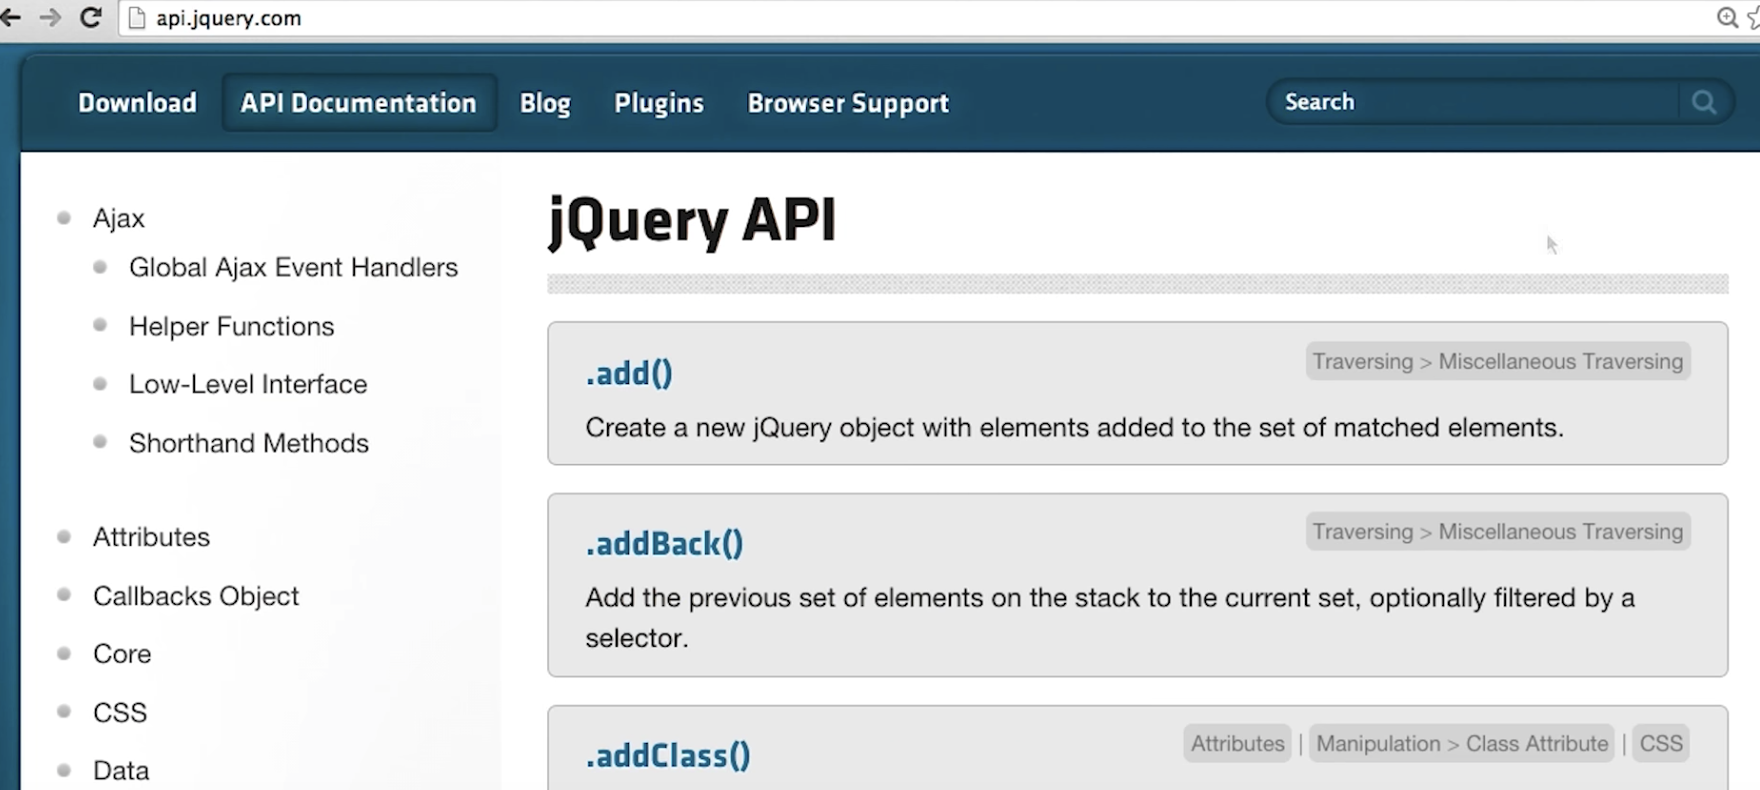 api.jquery.com
Download API Documentation Blog Plugins Browser Support Search
Ajax
Global Ajax Event Handlers
Helper Functions
Low-Level Interface
Shorthand Methods
Attributes
Callbacks Object
Core
CSS
Data
jQuery API
.add()
Traversing > Miscellaneous Traversing
Create a new jQuery object with elements added to the set of matched elements.
.addBack()
Traversing > Miscellaneous Traversing
Add the previous set of elements on the stack to the current set, optionally filtered by a
selector.
.addClass()
Attributes | Manipulation > Class Attribute | CSS